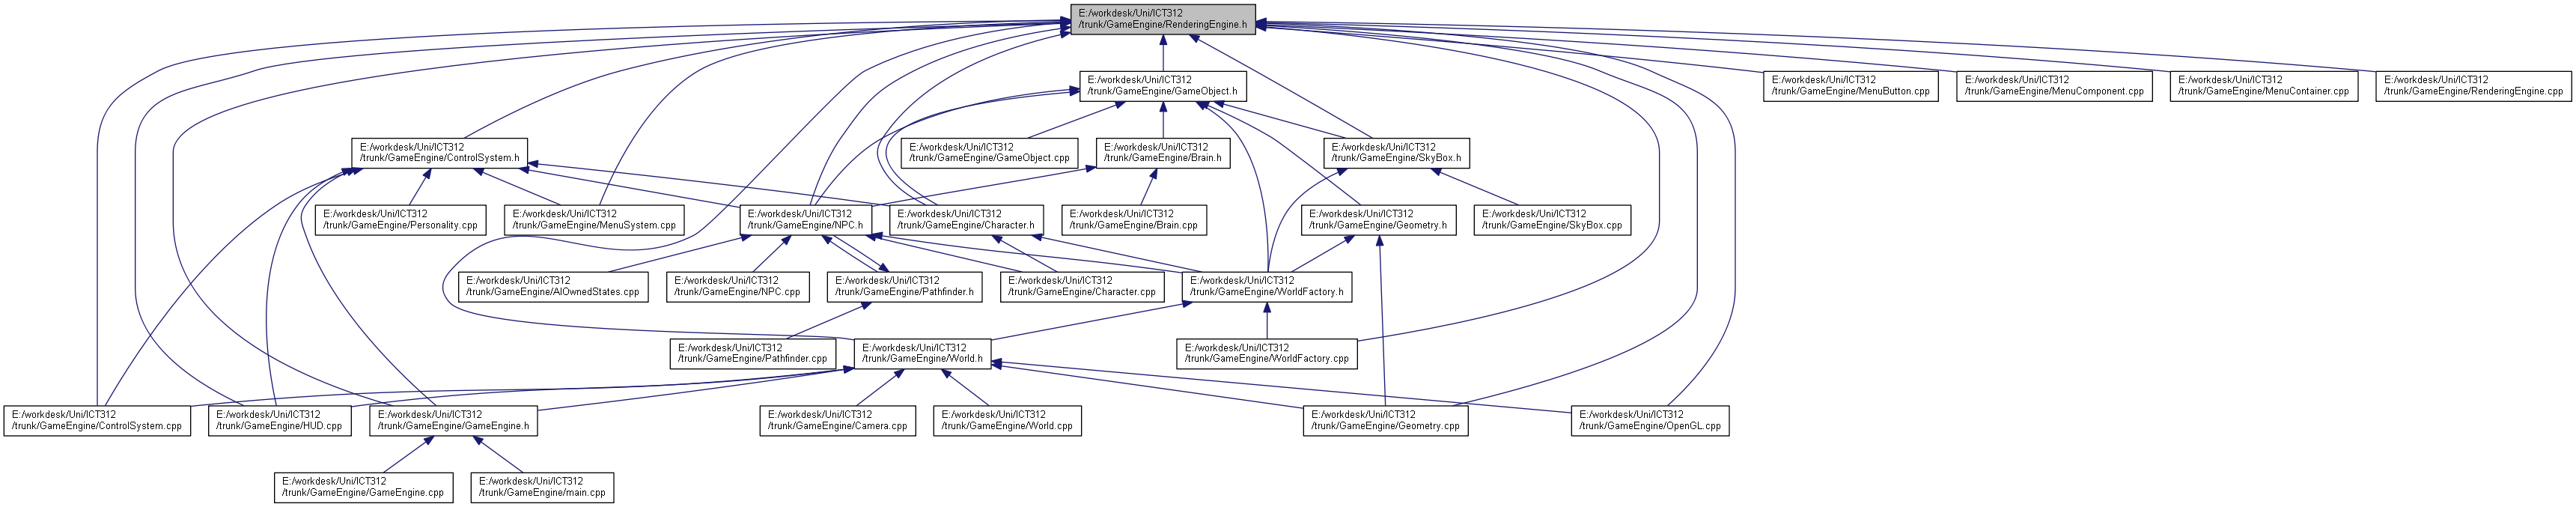 E:/workdesk/Uni/ICT312
/trunk/GameEngine/RenderingEngine.h
E:/workdesk/Uni/ICT312
/trunk/GameEngine/GameObject.h
E:/workdesk/Uni/ICT312
/trunk/GameEngine/MenuButton.cpp
E:/workdesk/Uni/ICT312
/trunk/GameEngine/MenuComponent.cpp
E:/workdesk/Uni/ICT312
/trunk/GameEngine/MenuContainer.cpp
E:/workdesk/Uni/ICT312
/trunk/GameEngine/RenderingEngine.cpp
E:/workdesk/Uni/ICT312
/trunk/GameEngine/ControlSystem.h
E:/workdesk/Uni/ICT312
/trunk/GameEngine/GameObject.cpp
E:/workdesk/Uni/ICT312
/trunk/GameEngine/Brain.h
E:/workdesk/Uni/ICT312
/trunk/GameEngine/SkyBox.h
E:/workdesk/Uni/ICT312
/trunk/GameEngine/Personality.cpp
E:/workdesk/Uni/ICT312
/trunk/GameEngine/MenuSystem.cpp
E:/workdesk/Uni/ICT312
/trunk/GameEngine/NPC.h
E:/workdesk/Uni/ICT312
/trunk/GameEngine/Character.h
E:/workdesk/Uni/ICT312
/trunk/GameEngine/Brain.cpp
E:/workdesk/Uni/ICT312
/trunk/GameEngine/Geometry.h
E:/workdesk/Uni/ICT312
/trunk/GameEngine/SkyBox.cpp
E:/workdesk/Uni/ICT312
/trunk/GameEngine/AIOwnedStates.cpp
E:/workdesk/Uni/ICT312
/trunk/GameEngine/NPC.cpp
E:/workdesk/Uni/ICT312
/trunk/GameEngine/Pathfinder.h
E:/workdesk/Uni/ICT312
/trunk/GameEngine/Character.cpp
E:/workdesk/Uni/ICT312
/trunk/GameEngine/WorldFactory.h
E:/workdesk/Uni/ICT312
/trunk/GameEngine/Pathfinder.cpp
E:/workdesk/Uni/ICT312
/trunk/GameEngine/World.h
E:/workdesk/Uni/ICT312
/trunk/GameEngine/WorldFactory.cpp
E:/workdesk/Uni/ICT312
/trunk/GameEngine/ControlSystem.cpp
E:/workdesk/Uni/ICT312
/trunk/GameEngine/HUD.cpp
E:/workdesk/Uni/ICT312
/trunk/GameEngine/GameEngine.h
E:/workdesk/Uni/ICT312
/trunk/GameEngine/Camera.cpp
E:/workdesk/Uni/ICT312
/trunk/GameEngine/World.cpp
E:/workdesk/Uni/ICT312
/trunk/GameEngine/Geometry.cpp
E:/workdesk/Uni/ICT312
/trunk/GameEngine/OpenGL.cpp
E:/workdesk/Uni/ICT312
/trunk/GameEngine/GameEngine.cpp
E:/workdesk/Uni/ICT312
/trunk/GameEngine/main.cpp